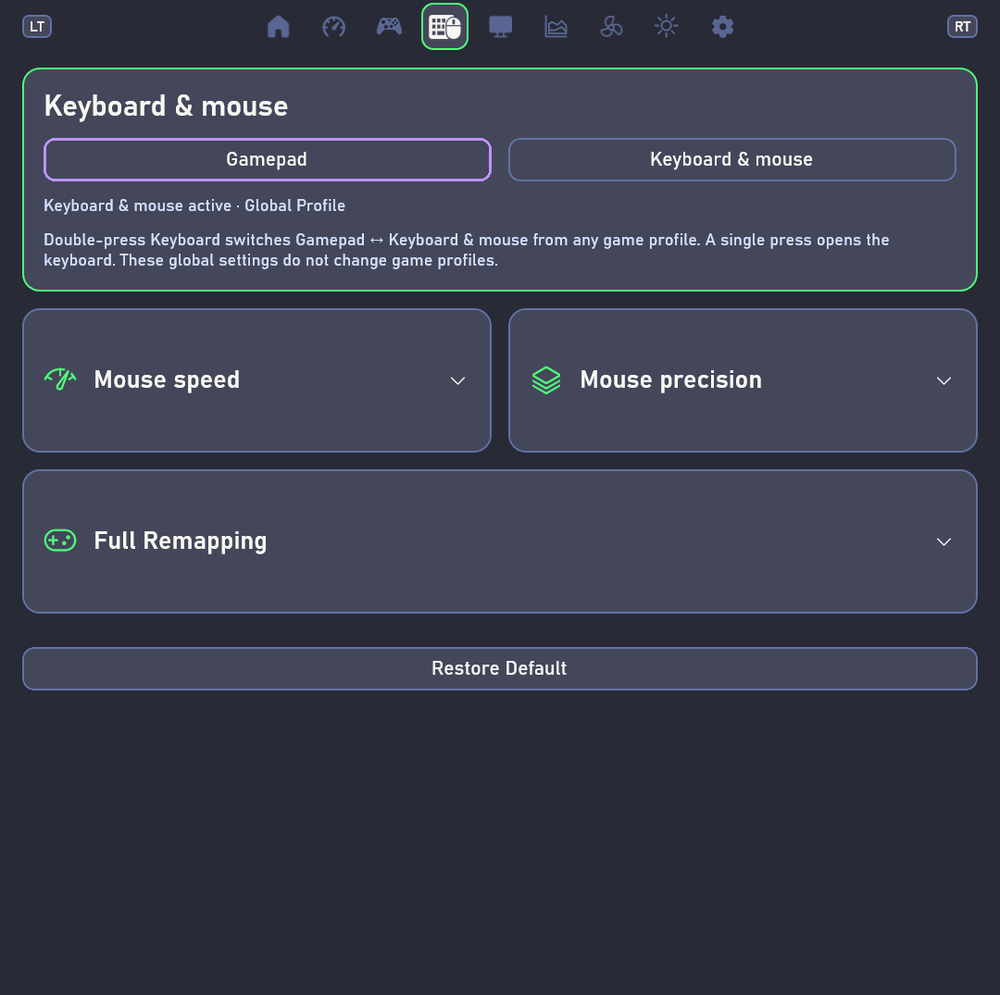 LT
RT
Keyboard & mouse
Gamepad
Keyboard & mouse
Keyboard & mouse active · Global Profile
Double-press Keyboard switches Gamepad ↔ Keyboard & mouse from any game profile. A single press opens the
keyboard. These global settings do not change game profiles.
Mouse speed
Mouse precision
Full Remapping
Restore Default